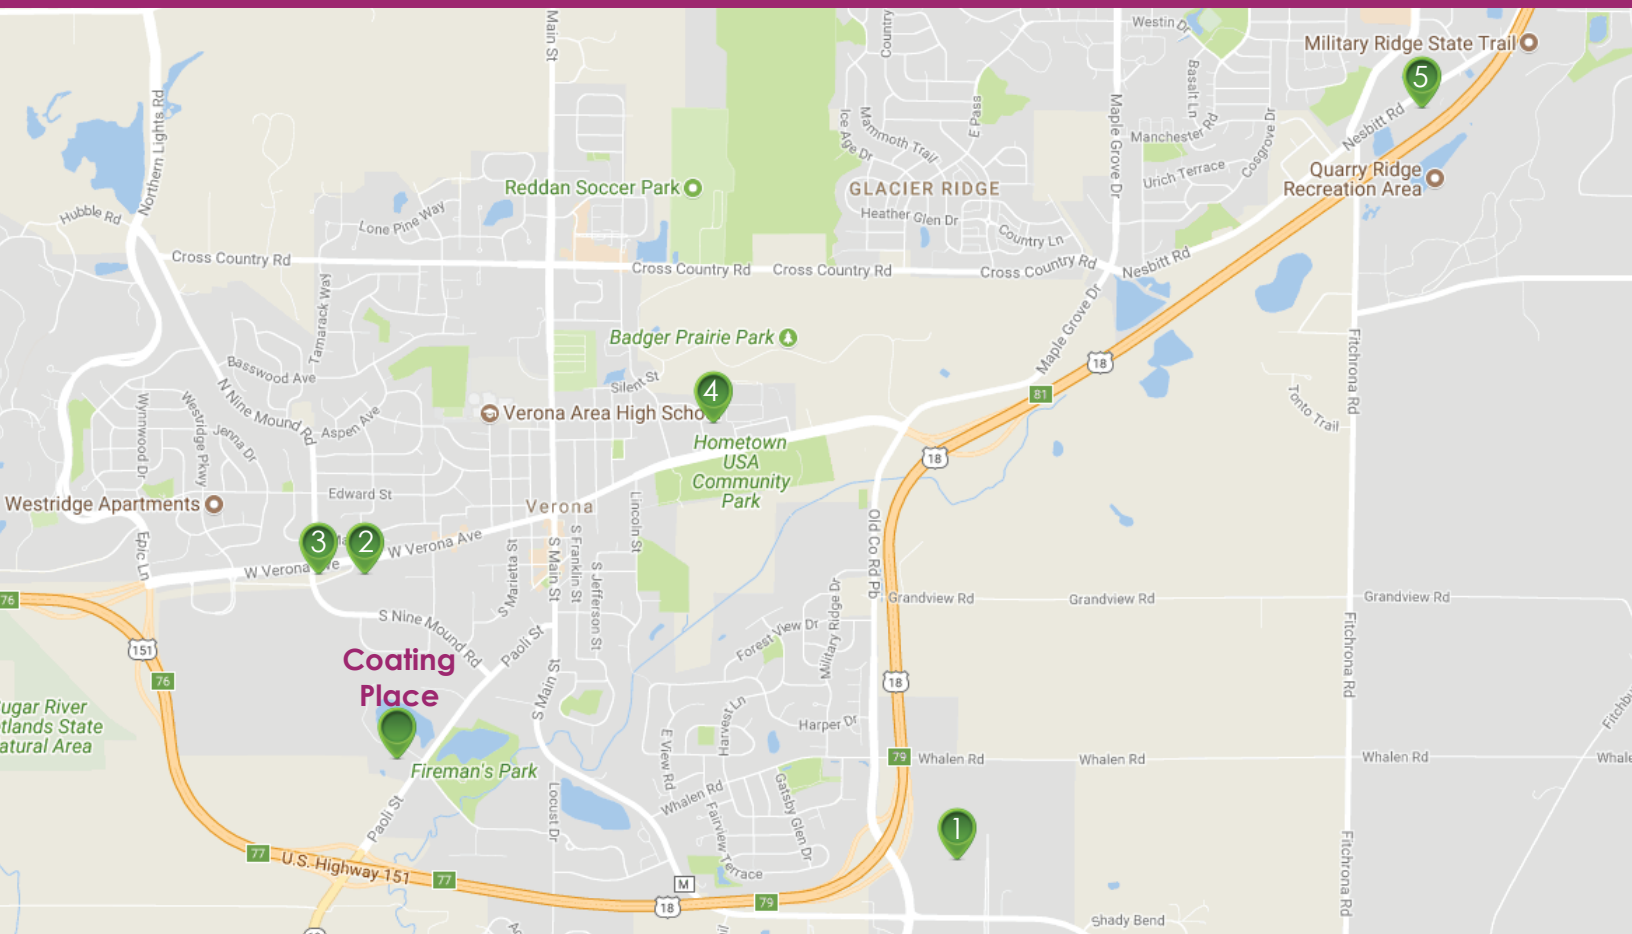 Main St
Country
Westin Dr
Military Ridge State Trail
5
Basalt Ln
Northern Lights Rd
Maple Grove Dr
E Pass
Ice Age Dr
Mammoth Trail
Manchester Rd
Cosgrove Dr
Nesbitt Rd
Urich Terrace
Quarry Ridge
Recreation Area
Reddan Soccer Park
GLACIER RIDGE
Hubble Rd
Lone Pine Way
Heather Glen Dr
Country Ln
Cross Country Rd
Cross Country Rd
Cross Country Rd
Cross Country Rd
Nesbitt Rd
Tamarack Way
Maple Grove Dr
Badger Prairie Park
18
Basswood Ave
Silent St
4
81
Fitchrona Rd
Tonto Trail
N Nine Mound Rd
Wynnwood Dr
Westridge Pkwy
Jenna Dr
Aspen Ave
Verona Area High Scho
Hometown
USA
Community
Park
18
Westridge Apartments
Edward St
Verona
Lincoln St
Old Co Rd Pb
3
2
W Verona Ave
W Verona Ave
Epic Ln
S Marietta St
S Main St
S Franklin St
S Jefferson St
Military Ridge Dr
76
Grandview Rd
Grandview Rd
Grandview Rd
S Nine Mound Rd
Paoli St
Forest View Dr
Fitchrona Rd
151
76
Coating
Place
S Main St
18
ugar River
tlands State
atural Area
Harvest Ln
Harper Dr
E View Rd
Fireman's Park
79
Whalen Rd
Whalen Rd
Whalen Rd
Whale
Whalen Rd
Gatsby Glen Dr
Fairview Terrace
Locust Dr
Paoli St
1
77
U.S. Highway 151
77
M
18
79
Fitchrona Rd
Shady Bend